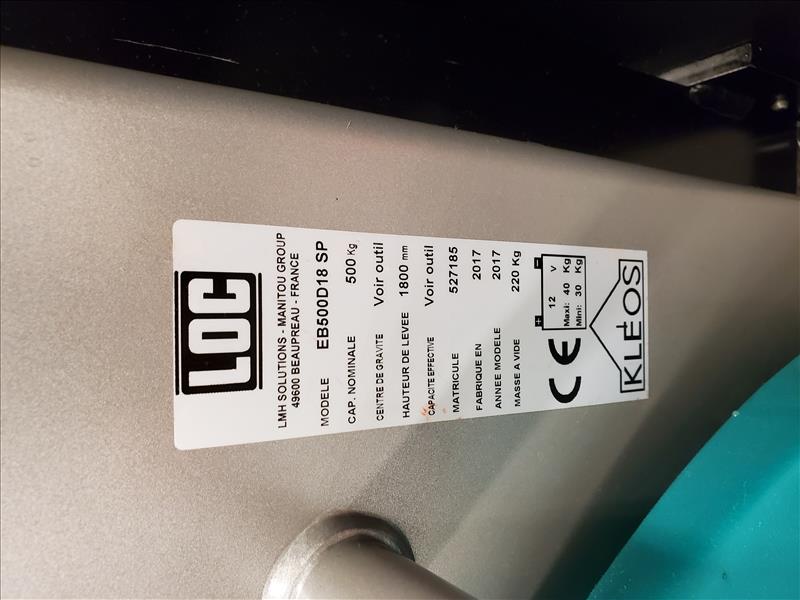 LOC
LMH SOLUTIONS - MANITOU GROUP
49600 BEAUPREAU - FRANCE
MODELE EB500D18 SP
CAP. NOMINALE 500 Kg
CENTRE DE GRAVITE Voir outil
HAUTEUR DE LEVEE 1800 mm
CAPACITE EFFECTIVE Voir outil
MATRICULE 527185
FABRIQUE EN 2017
ANNEE MODELE 2017
MASSE A VIDE 220 Kg
+ -
12 V
Maxi: 40 Kg
Mini: 30 Kg
CE
KLÉOS